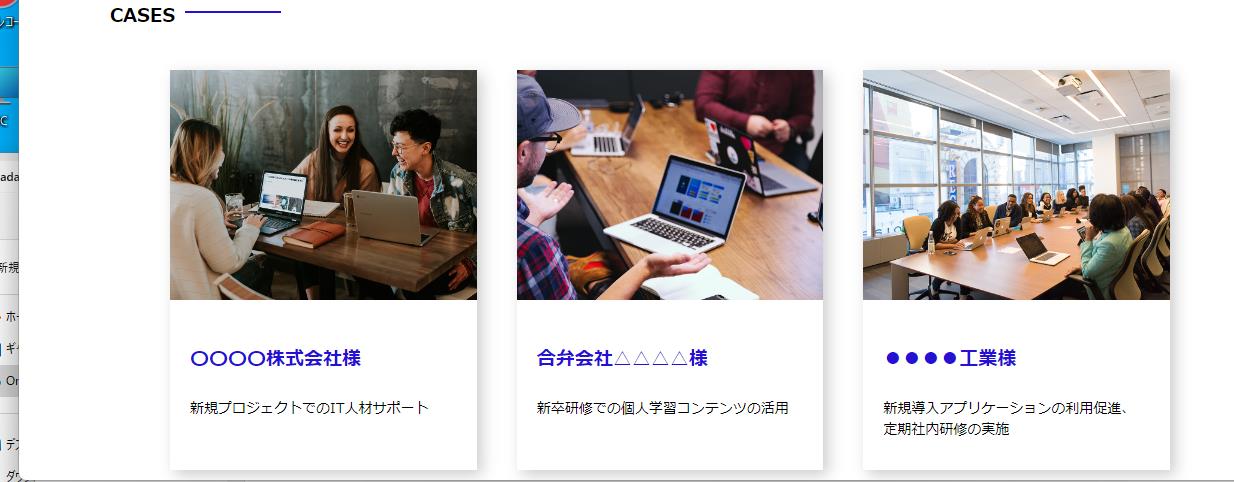 CASES
〇〇〇〇株式会社様
新規プロジェクトでのIT人材サポート
合弁会社△△△△様
新卒研修での個人学習コンテンツの活用
●●●●工業様
新規導入アプリケーションの利用促進、
定期社内研修の実施